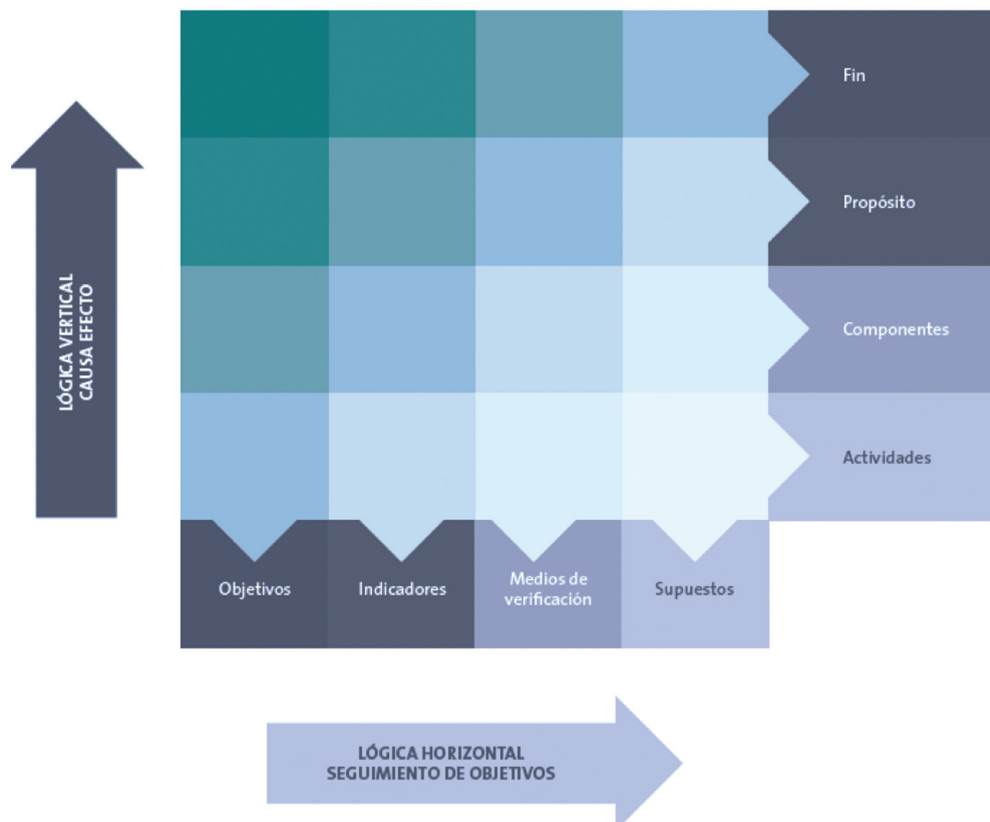 Fin
Propósito
Componentes
Actividades
LÓGICA VERTICAL
CAUSA EFECTO
Objetivos
Indicadores
Medios de
verificación
Supuestos
LÓGICA HORIZONTAL
SEGUIMIENTO DE OBJETIVOS